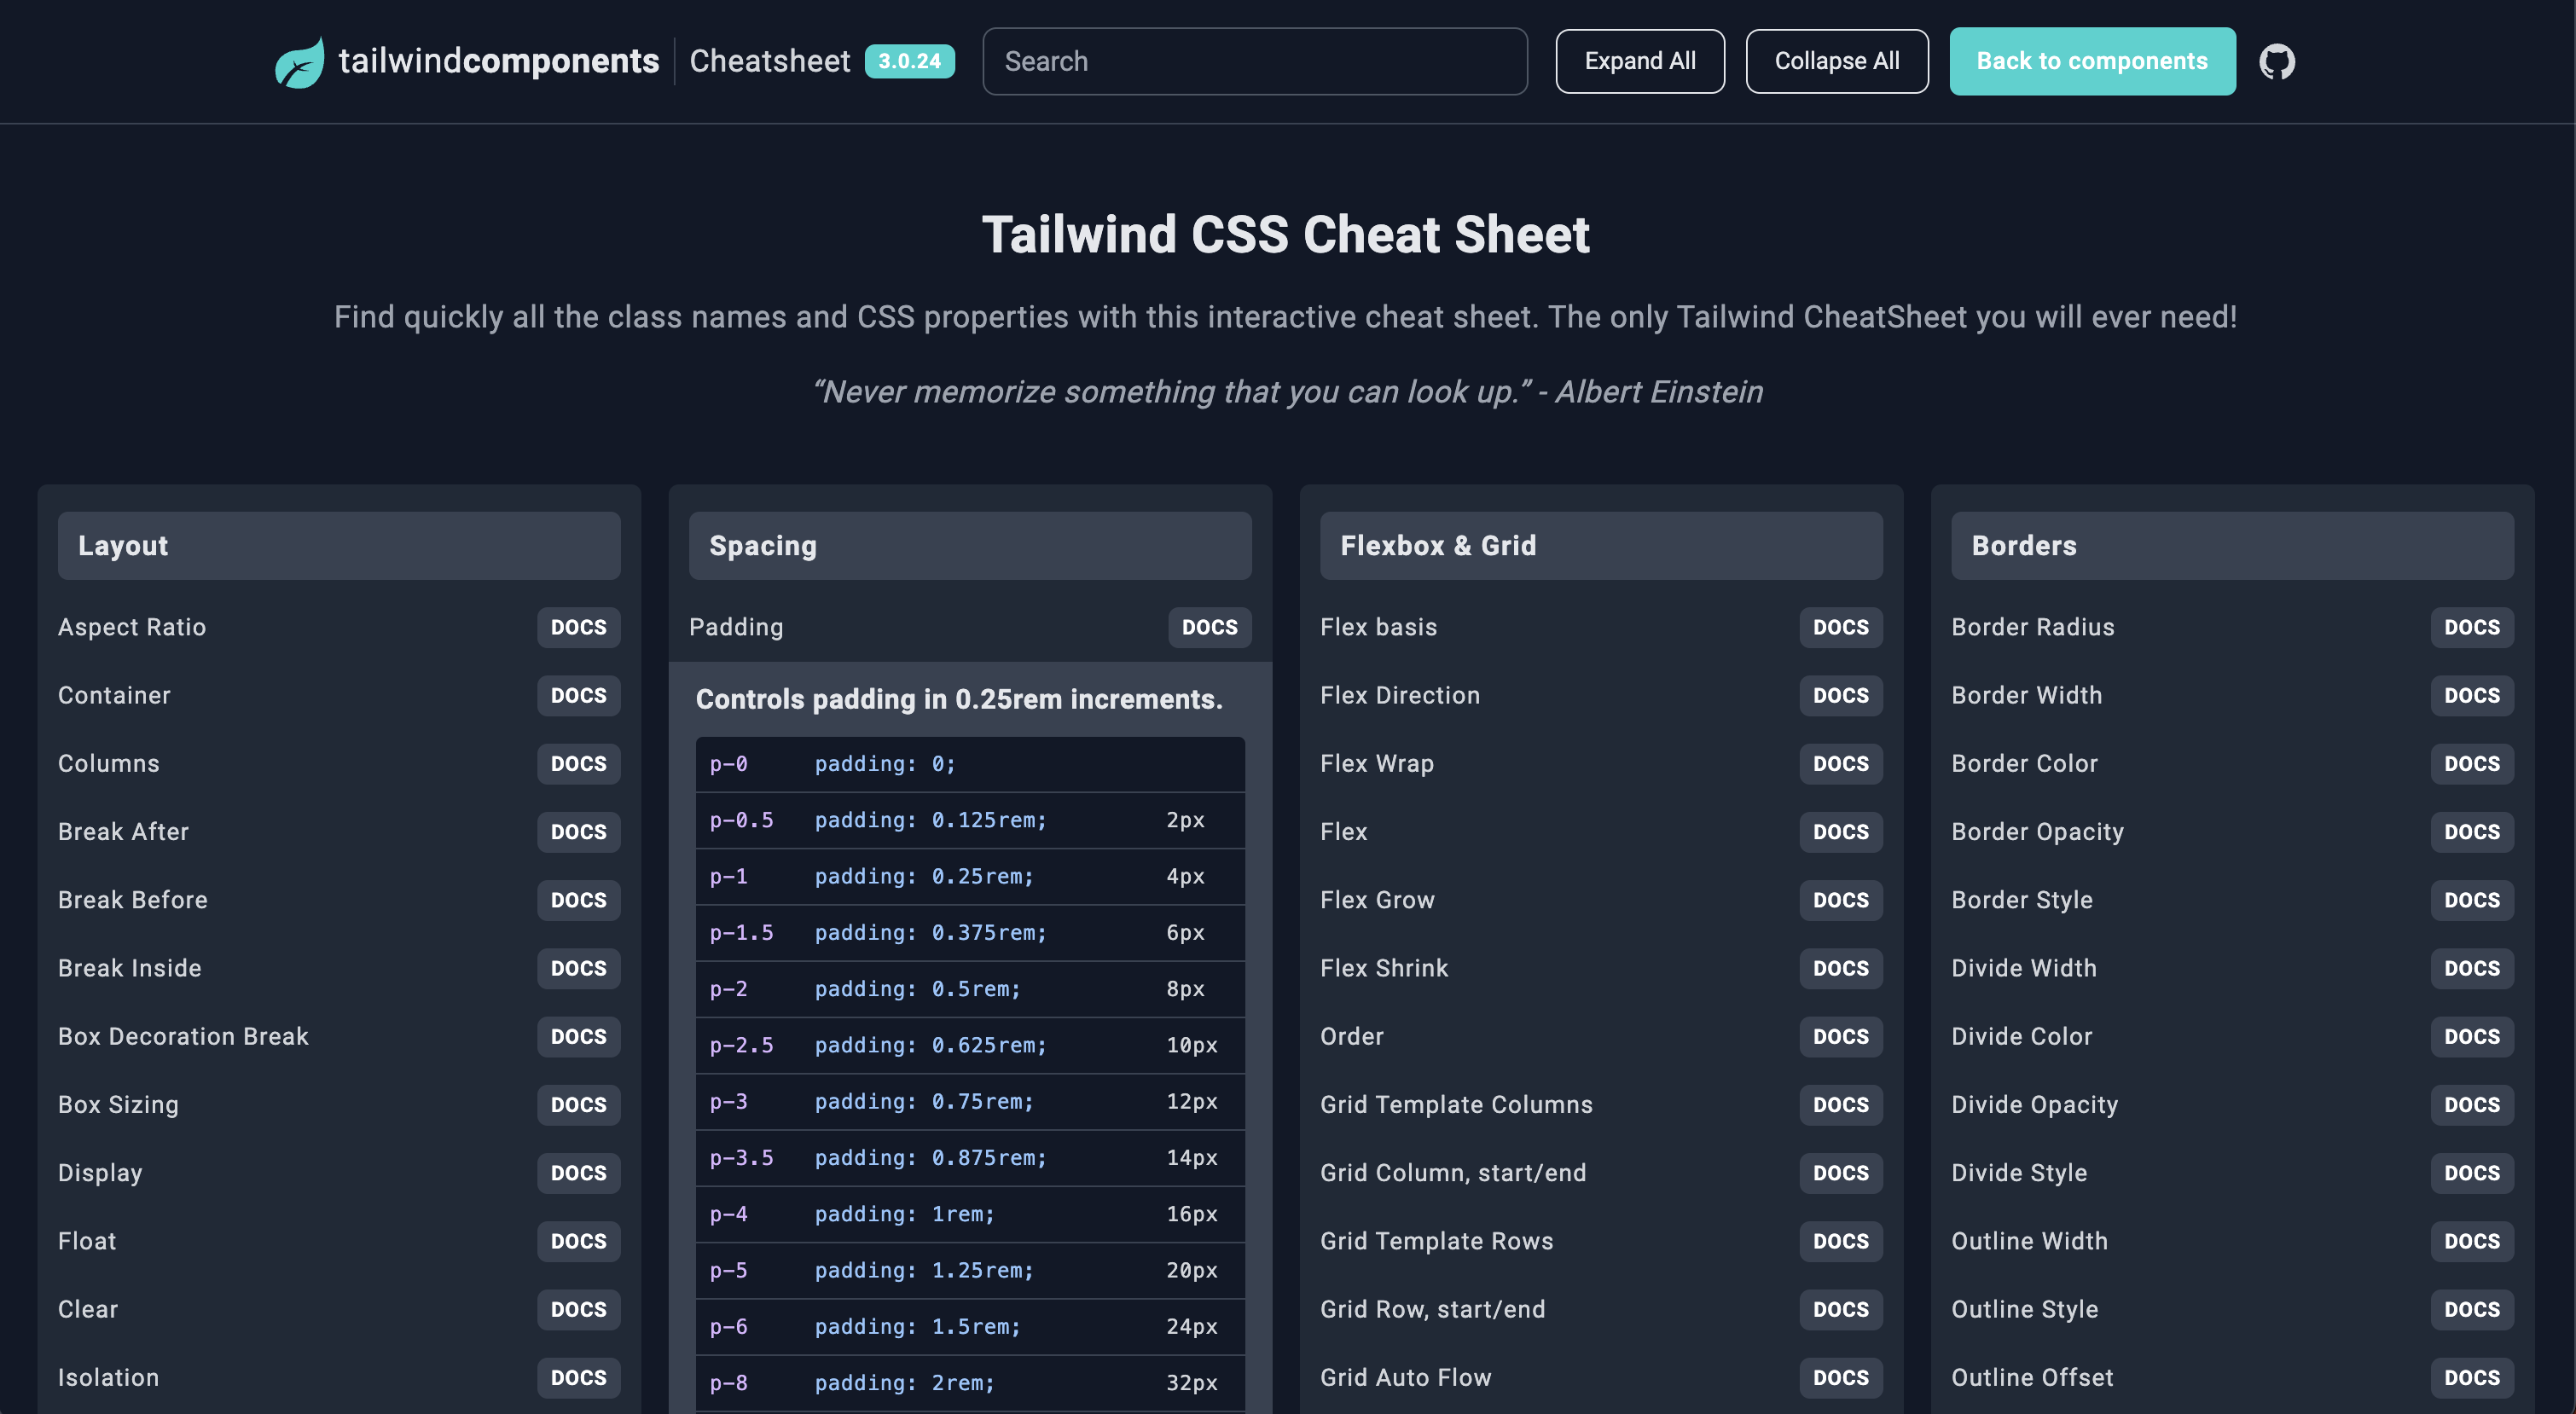 tailwindcomponents Cheatsheet 3.0.24 Search Expand All Collapse All Back to components
Tailwind CSS Cheat Sheet
Find quickly all the class names and CSS properties with this interactive cheat sheet. The only Tailwind CheatSheet you will ever need!
“Never memorize something that you can look up.” - Albert Einstein
Layout
Aspect Ratio DOCS
Container DOCS
Columns DOCS
Break After DOCS
Break Before DOCS
Break Inside DOCS
Box Decoration Break DOCS
Box Sizing DOCS
Display DOCS
Float DOCS
Clear DOCS
Isolation DOCS
Spacing
Padding DOCS
Controls padding in 0.25rem increments.
p-0 padding: 0;
p-0.5 padding: 0.125rem; 2px
p-1 padding: 0.25rem; 4px
p-1.5 padding: 0.375rem; 6px
p-2 padding: 0.5rem; 8px
p-2.5 padding: 0.625rem; 10px
p-3 padding: 0.75rem; 12px
p-3.5 padding: 0.875rem; 14px
p-4 padding: 1rem; 16px
p-5 padding: 1.25rem; 20px
p-6 padding: 1.5rem; 24px
p-8 padding: 2rem; 32px
Flexbox & Grid
Flex basis DOCS
Flex Direction DOCS
Flex Wrap DOCS
Flex DOCS
Flex Grow DOCS
Flex Shrink DOCS
Order DOCS
Grid Template Columns DOCS
Grid Column, start/end DOCS
Grid Template Rows DOCS
Grid Row, start/end DOCS
Grid Auto Flow DOCS
Borders
Border Radius DOCS
Border Width DOCS
Border Color DOCS
Border Opacity DOCS
Border Style DOCS
Divide Width DOCS
Divide Color DOCS
Divide Opacity DOCS
Divide Style DOCS
Outline Width DOCS
Outline Style DOCS
Outline Offset DOCS